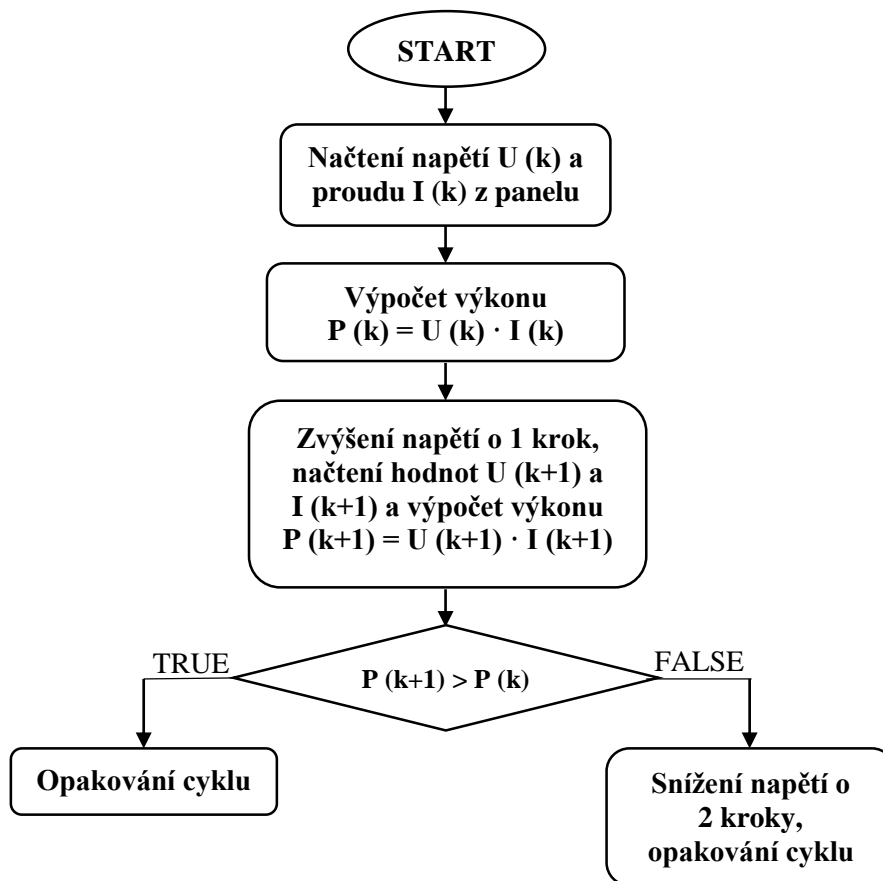 START
Načtení napětí U (k) a
proudu I (k) z panelu
Výpočet výkonu
P (k) = U (k) · I (k)
Zvýšení napětí o 1 krok,
načtení hodnot U (k+1) a
I (k+1) a výpočet výkonu
P (k+1) = U (k+1) · I (k+1)
TRUE
P (k+1) > P (k)
FALSE
Opakování cyklu
Snížení napětí o
2 kroky,
opakování cyklu